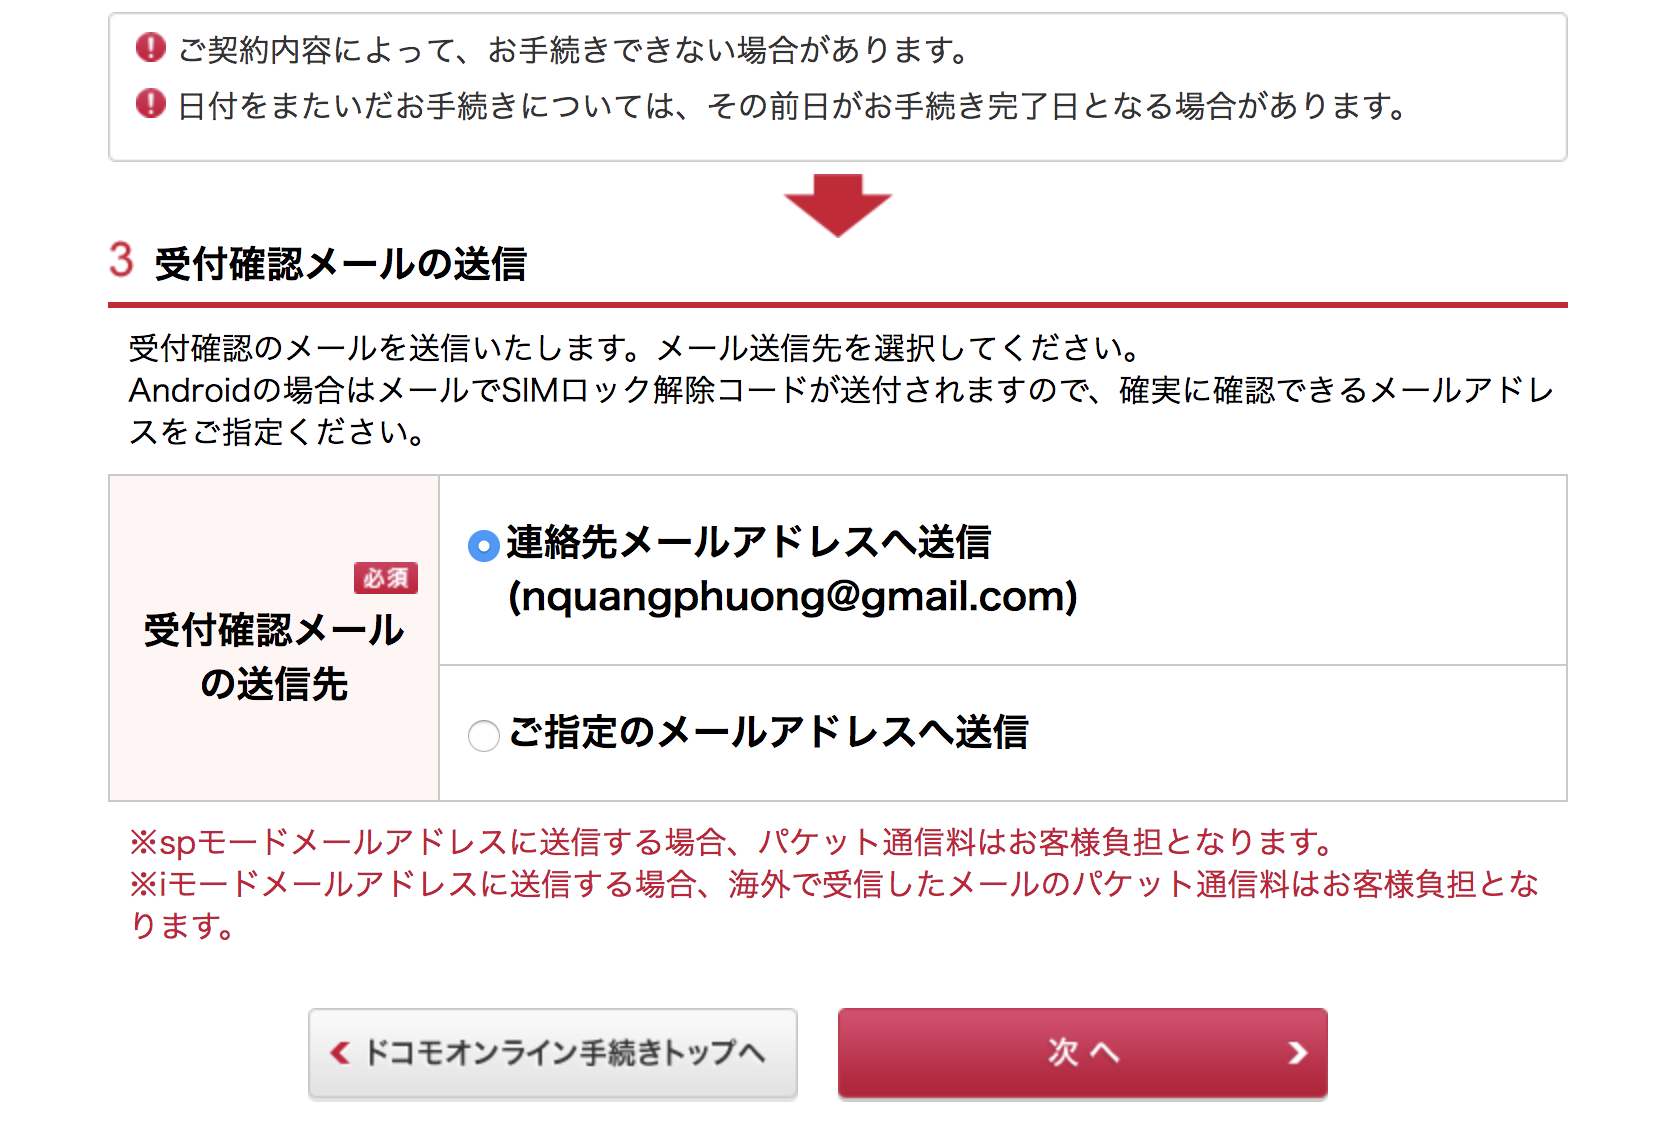 ご契約内容によって、お手続きできない場合があります。
日付をまたいだお手続きについては、その前日がお手続き完了日となる場合があります。
3 受付確認メールの送信
受付確認のメールを送信いたします。メール送信先を選択してください。
Androidの場合はメールでSIMロック解除コードが送付されますので、確実に確認できるメールアドレ
スをご指定ください。
必須
受付確認メール
の送信先
連絡先メールアドレスへ送信
(nquangphuong@gmail.com)
ご指定のメールアドレスへ送信
※spモードメールアドレスに送信する場合、パケット通信料はお客様負担となります。
※iモードメールアドレスに送信する場合、海外で受信したメールのパケット通信料はお客様負担とな
ります。
ドコモオンライン手続きトップへ
次へ